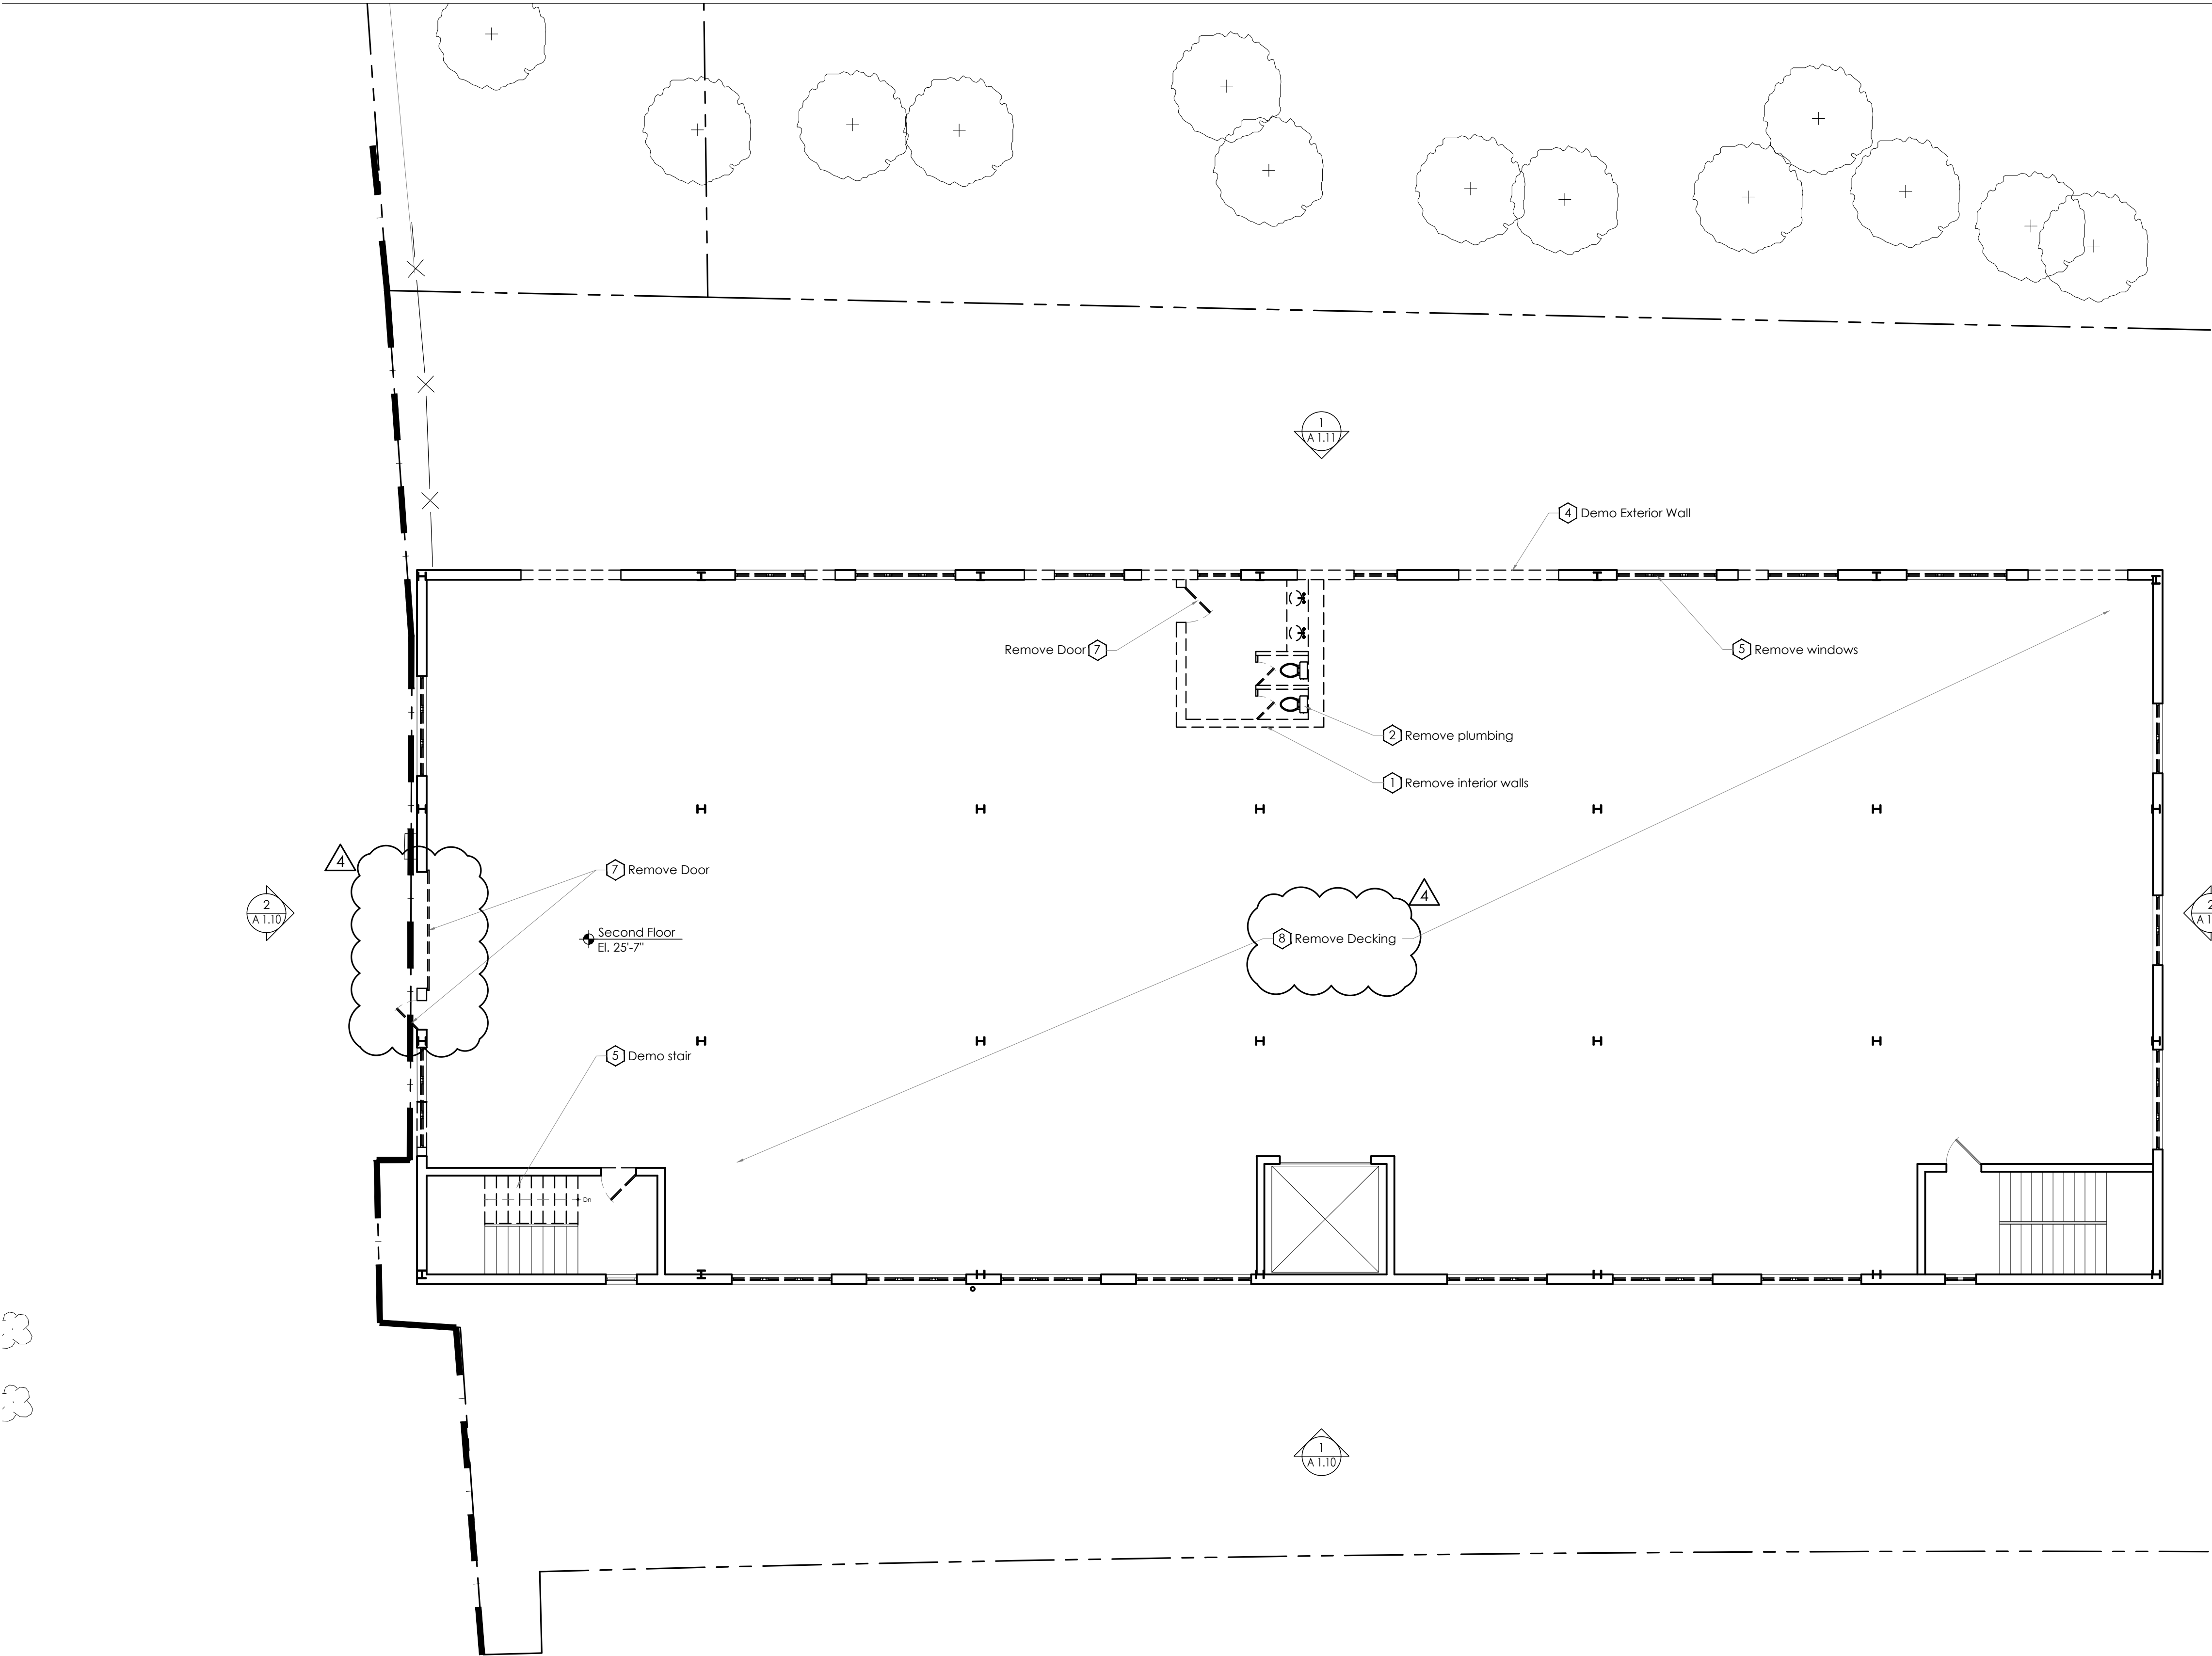 1
A 1.11
4 Demo Exterior Wall
Remove Door 7
5 Remove windows
2 Remove plumbing
1 Remove interior walls
4
7 Remove Door
4
2
A 1.10
Second Floor
El. 25'-7"
8 Remove Decking
2
A 1
5 Demo stair
Dn
1
A 1.10